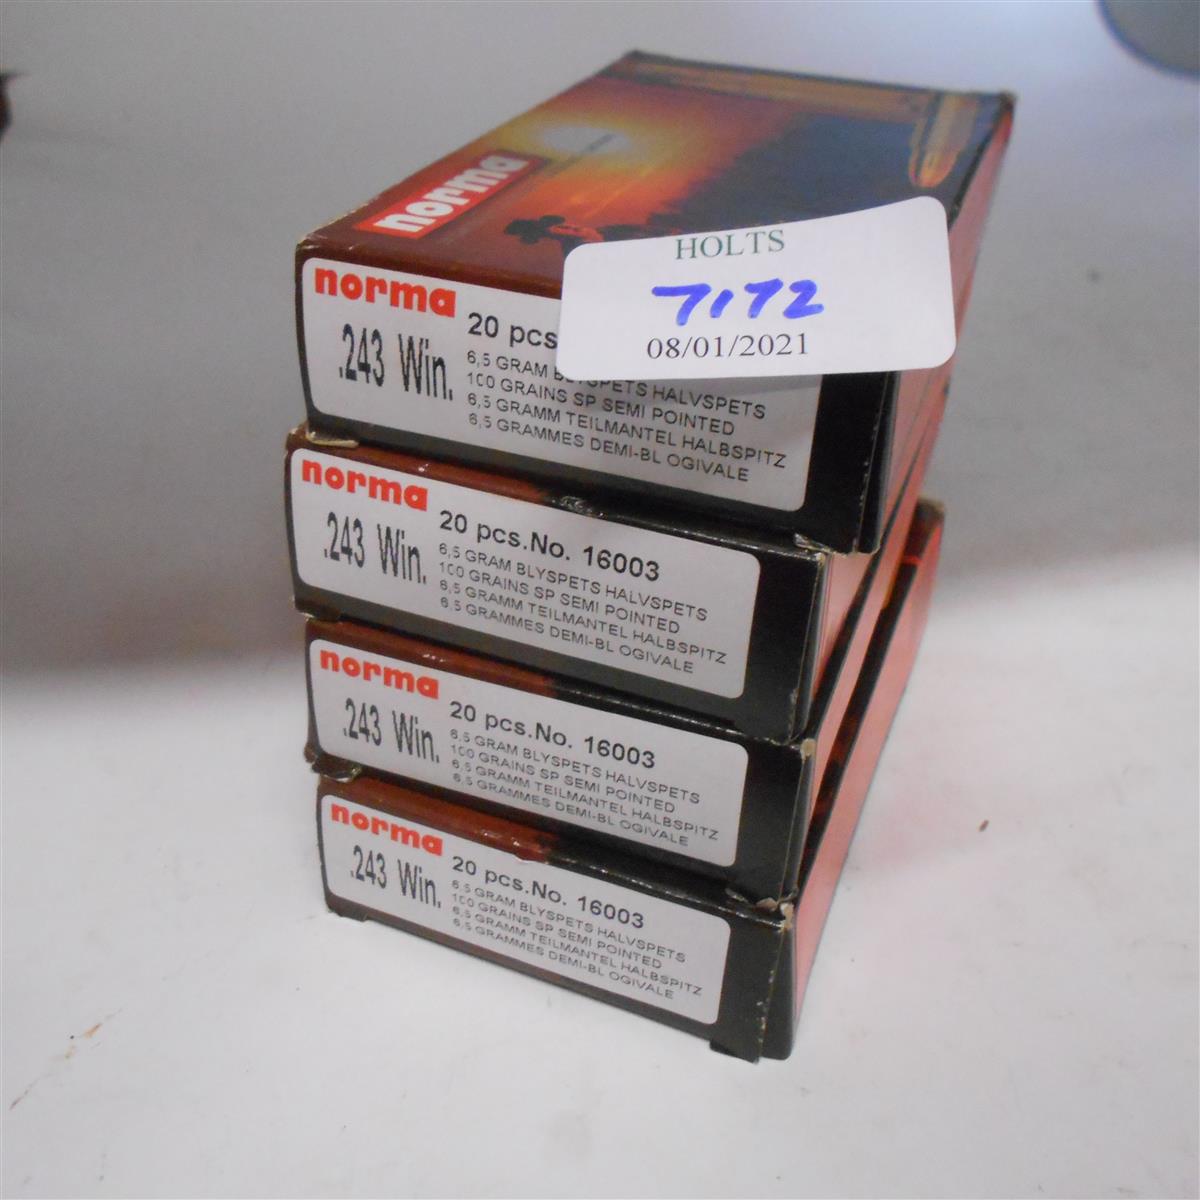 norma
HOLTS
7172
08/01/2021
norma
.243 Win.
20 pcs
6,5 GRAM BLYSPETS HALVSPETS
100 GRAINS SP SEMI POINTED
6,5 GRAMM TEILMANTEL HALBSPITZ
6,5 GRAMMES DEMI-BL OGIVALE
norma
.243 Win.
20 pcs. No. 16003
6,5 GRAM BLYSPETS HALVSPETS
100 GRAINS SP SEMI POINTED
6,5 GRAMM TEILMANTEL HALBSPITZ
6,5 GRAMMES DEMI-BL OGIVALE
norma
.243 Win.
20 pcs. No. 16003
6,5 GRAM BLYSPETS HALVSPETS
100 GRAINS SP SEMI POINTED
6,5 GRAMM TEILMANTEL HALBSPITZ
6,5 GRAMMES DEMI-BL OGIVALE
norma
.243 Win.
20 pcs. No. 16003
6,5 GRAM BLYSPETS HALVSPETS
100 GRAINS SP SEMI POINTED
6,5 GRAMM TEILMANTEL HALBSPITZ
6,5 GRAMMES DEMI-BL OGIVALE